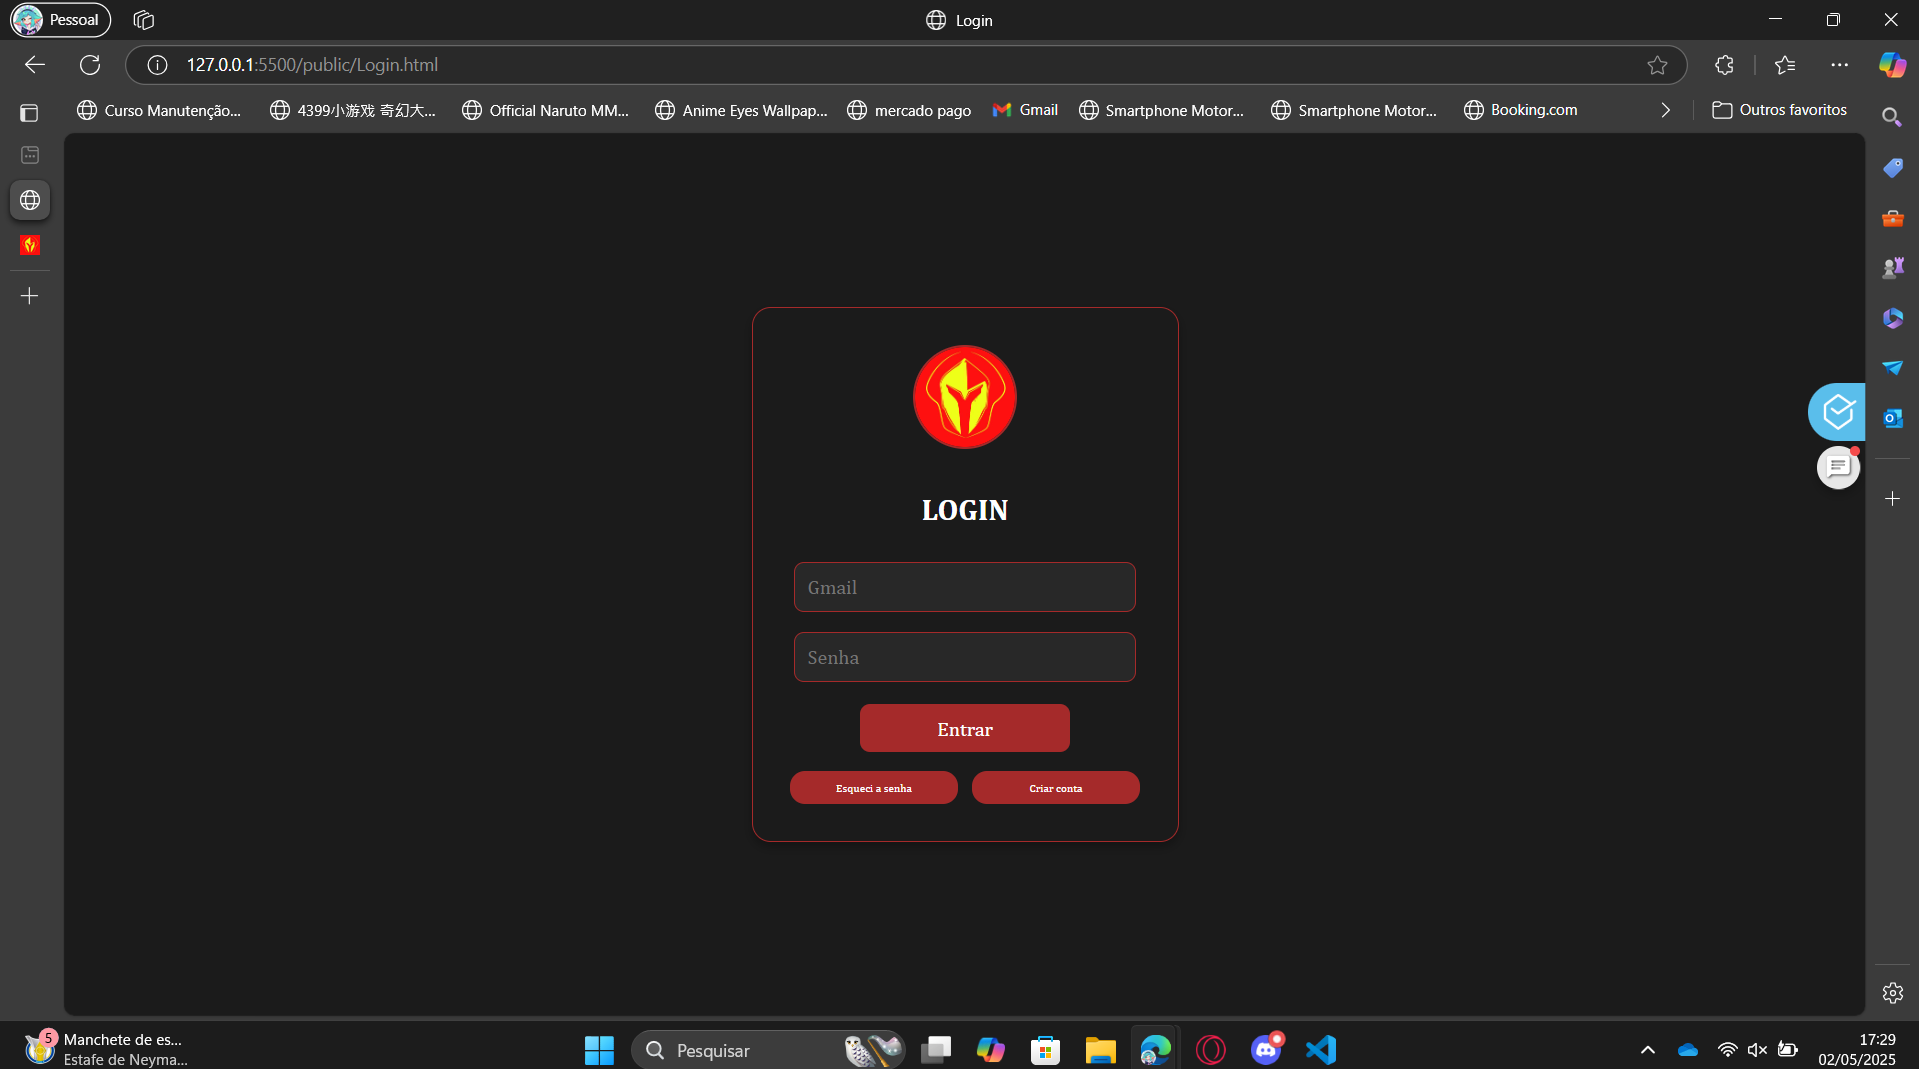 Pessoal
Login
127.0.0.1:5500/public/Login.html
Curso Manutenção...
4399小游戏 奇幻大...
Official Naruto MM...
Anime Eyes Wallpap...
mercado pago
Gmail
Smartphone Motor...
Smartphone Motor...
Booking.com
Outros favoritos
LOGIN
Gmail
Senha
Entrar
Esqueci a senha
Criar conta
5
Manchete de es...
Estafe de Neyma...
Pesquisar
17:29
02/05/2025